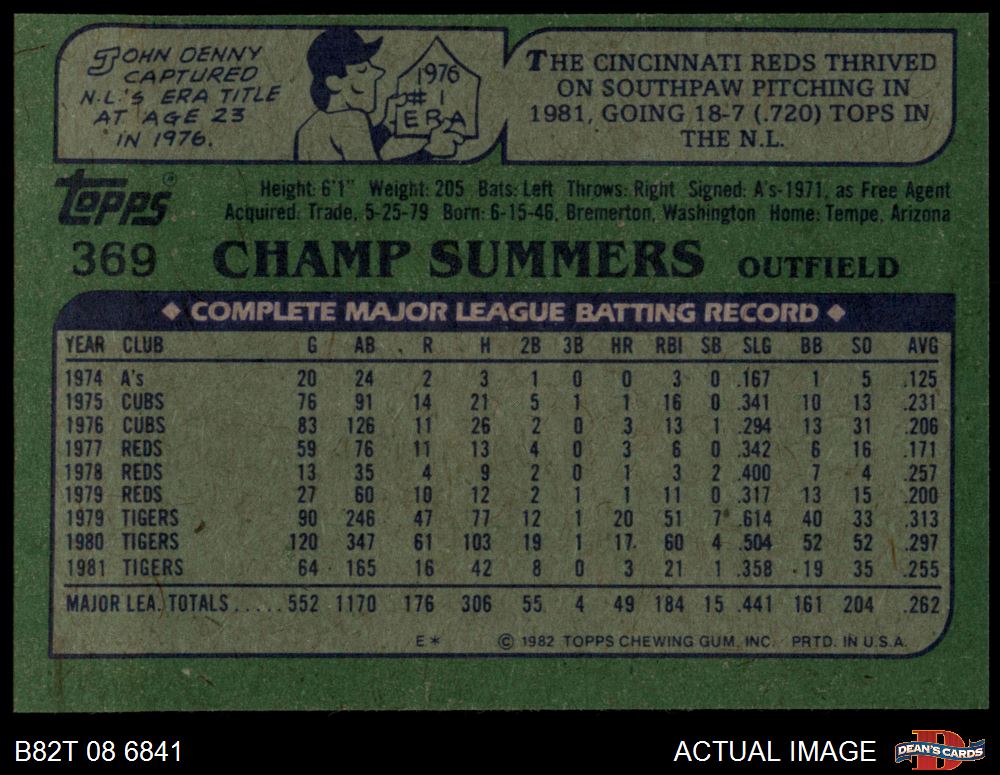 JOHN DENNY
CAPTURED
N.L.'S ERA TITLE
AT AGE 23
IN 1976.
1976
# 1
ERA
THE CINCINNATI REDS THRIVED
ON SOUTHPAW PITCHING IN
1981, GOING 18-7 (.720) TOPS IN
THE N.L.
topps®
Height: 6'1" Weight: 205 Bats: Left Throws: Right Signed: A's-1971, as Free Agent
Acquired: Trade, 5-25-79 Born: 6-15-46, Bremerton, Washington Home: Tempe, Arizona
369 CHAMP SUMMERS OUTFIELD
◆ COMPLETE MAJOR LEAGUE BATTING RECORD ◆
YEAR CLUB G AB R H 2B 3B HR RBI SB SLG BB SO AVG
1974 A's 20 24 2 3 1 0 0 3 0 .167 1 5 .125
1975 CUBS 76 91 14 21 5 1 1 16 0 .341 10 13 .231
1976 CUBS 83 126 11 26 2 0 3 13 1 .294 13 31 .206
1977 REDS 59 76 11 13 4 0 3 6 0 .342 6 16 .171
1978 REDS 13 35 4 9 2 0 1 3 2 .400 7 4 .257
1979 REDS 27 60 10 12 2 1 1 11 0 .317 13 15 .200
1979 TIGERS 90 246 47 77 12 1 20 51 7 .614 40 33 .313
1980 TIGERS 120 347 61 103 19 1 17 60 4 .504 52 52 .297
1981 TIGERS 64 165 16 42 8 0 3 21 1 .358 19 35 .255
MAJOR LEA. TOTALS.....552 1170 176 306 55 4 49 184 15 .441 161 204 .262
E* © 1982 TOPPS CHEWING GUM, INC. PRTD. IN U.S.A.
B82T 08 6841 ACTUAL IMAGE DEAN'S CARDS